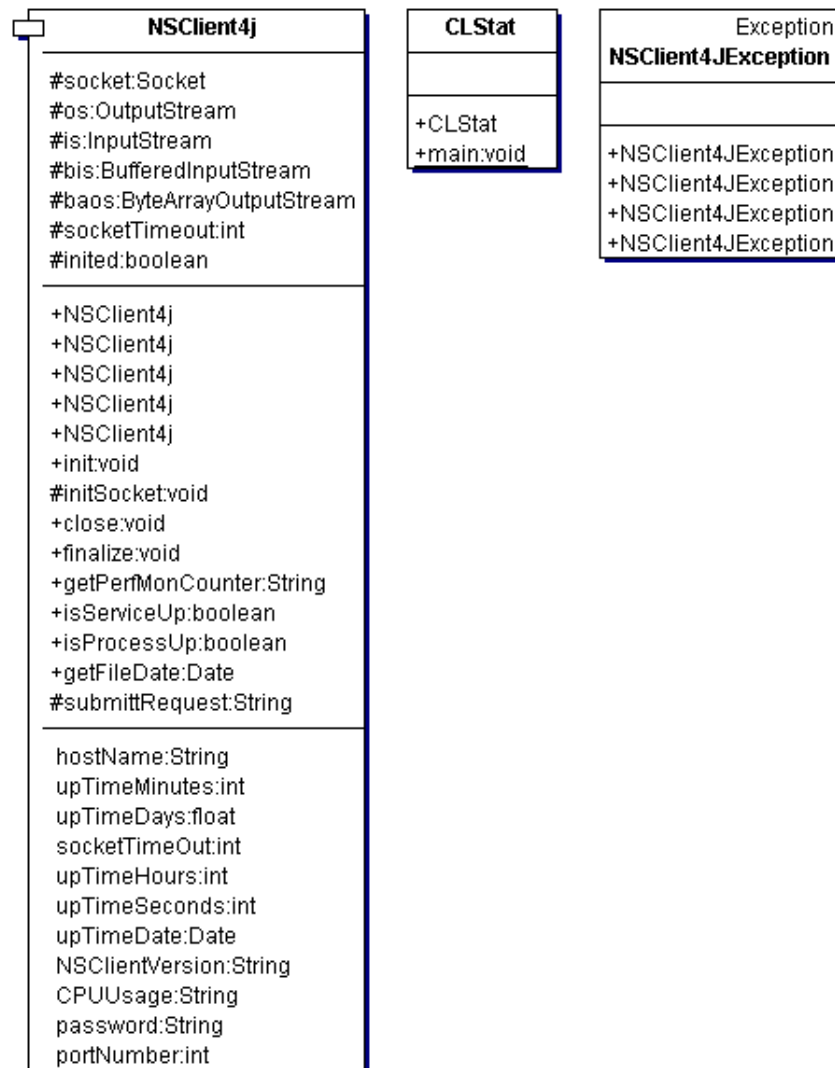 NSClient4j
#socket:Socket
#os:OutputStream
#is:InputStream
#bis:BufferedInputStream
#baos:ByteArrayOutputStream
#socketTimeout:int
#inited:boolean
+NSClient4j
+NSClient4j
+NSClient4j
+NSClient4j
+NSClient4j
+init:void
#initSocket:void
+close:void
+finalize:void
+getPerfMonCounter:String
+isServiceUp:boolean
+isProcessUp:boolean
+getFileDate:Date
#submittRequest:String
hostName:String
upTimeMinutes:int
upTimeDays:float
socketTimeOut:int
upTimeHours:int
upTimeSeconds:int
upTimeDate:Date
NSClientVersion:String
CPUUsage:String
password:String
portNumber:int
CLStat
+CLStat
+main:void
Exception
NSClient4JException
+NSClient4JException
+NSClient4JException
+NSClient4JException
+NSClient4JException